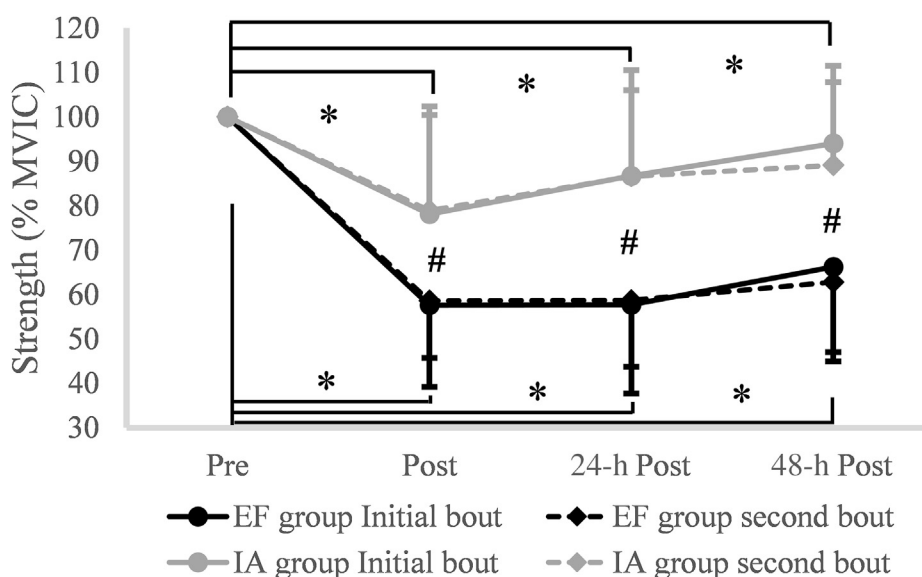 120
110
100
90
80
70
60
50
40
30
Strength (% MVIC)
* * *
# # #
* * *
Pre Post 24-h Post 48-h Post
EF group Initial bout EF group second bout
IA group Initial bout IA group second bout